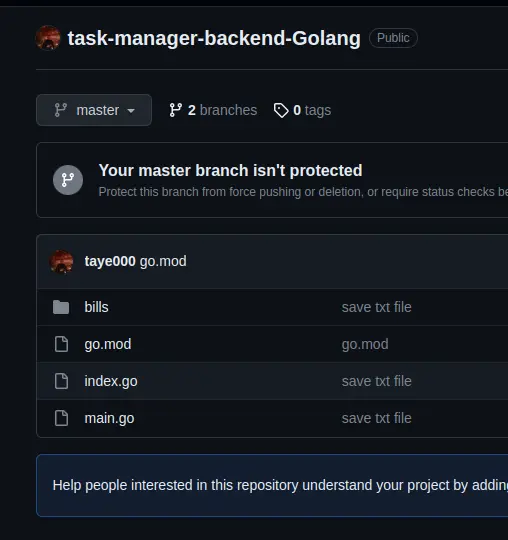 task-manager-backend-Golang Public
master 2 branches 0 tags
Your master branch isn't protected
Protect this branch from force pushing or deletion, or require status checks
taye000 go.mod
bills save txt file
go.mod go.mod
index.go save txt file
main.go save txt file
Help people interested in this repository understand your project by